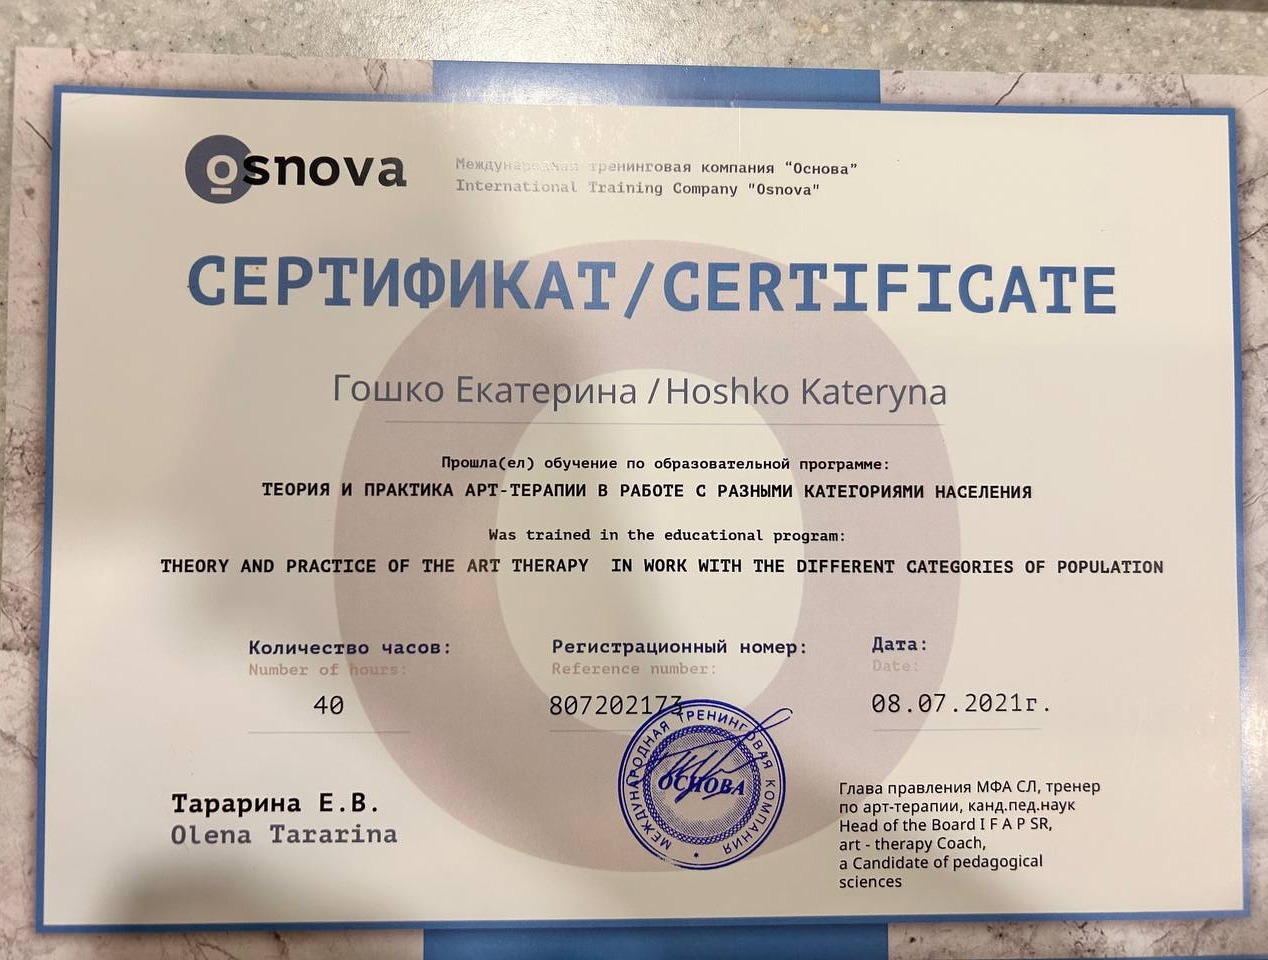 Osnova
Международная тренинговая компания “Основа”
International Training Company "Osnova"
СЕРТИФИКАТ/CERTIFICATE
Гошко Екатерина / Hoshko Kateryna
Прошла(ел) обучение по образовательной программе:
ТЕОРИЯ И ПРАКТИКА АРТ-ТЕРАПИИ В РАБОТЕ С РАЗНЫМИ КАТЕГОРИЯМИ НАСЕЛЕНИЯ
Was trained in the educational program:
THEORY AND PRACTICE OF THE ART THERAPY IN WORK WITH THE DIFFERENT CATEGORIES OF POPULATION
Количество часов: Регистрационный номер: Дата:
Number of hours: Reference number: Date:
40 807202173 08.07.2021г.
Тарарина Е.В.
Olena Tararina
МЕЖДУНАРОДНАЯ ТРЕНИНГОВАЯ КОМПАНИЯ
ОСНОВА
Глава правления МФА СЛ, тренер
по арт-терапии, канд.пед.наук
Head of the Board I F A P SR,
art - therapy Coach,
a Candidate of pedagogical
sciences